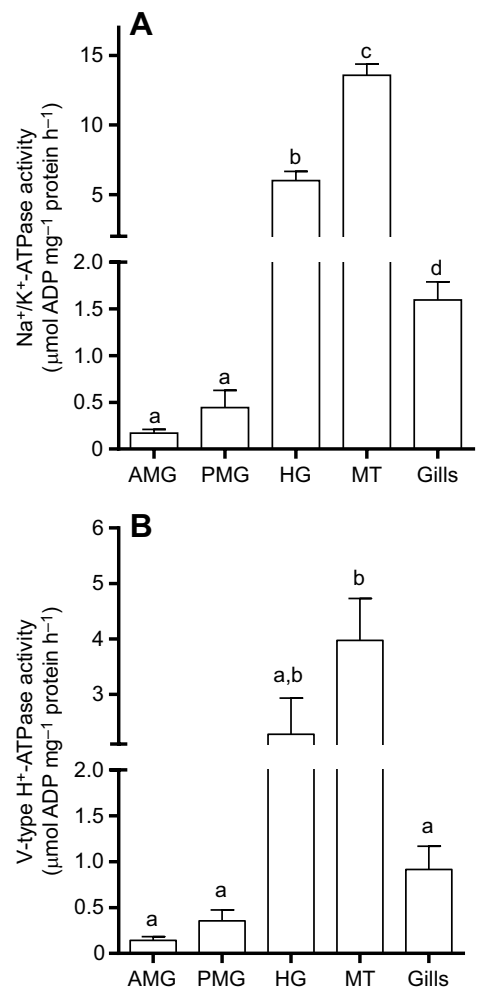 A
Na⁺/K⁺-ATPase activity
(μmol ADP mg⁻¹ protein h⁻¹)
15
10
5
2.0
1.5
1.0
0.5
0
a
a
b
c
d
AMG PMG HG MT Gills
B
V-type H⁺-ATPase activity
(μmol ADP mg⁻¹ protein h⁻¹)
6
5
4
3
2.0
1.5
1.0
0.5
0
a
a
a,b
b
a
AMG PMG HG MT Gills